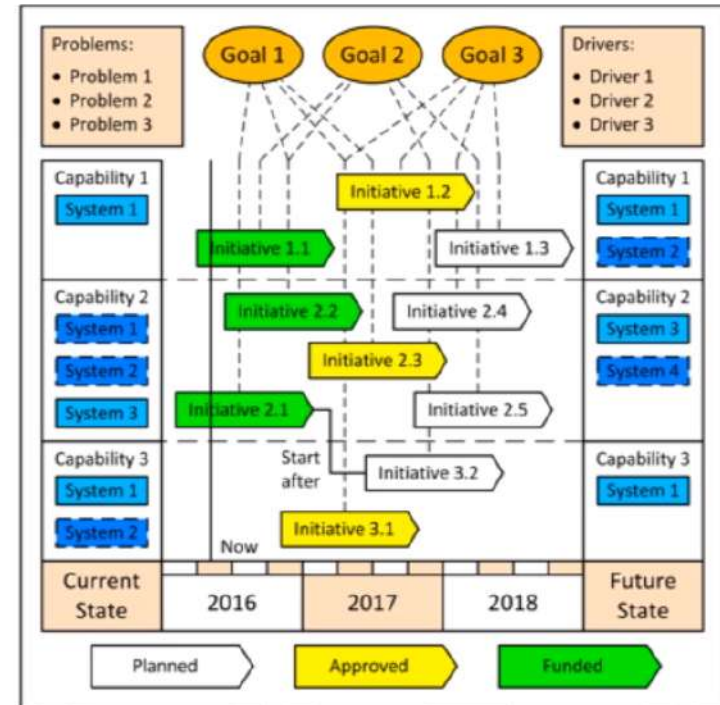 Problems:
• Problem 1
• Problem 2
• Problem 3
Goal 1
Goal 2
Goal 3
Drivers:
• Driver 1
• Driver 2
• Driver 3
Capability 1
System 1
Initiative 1.2
Initiative 1.1
Initiative 1.3
Capability 1
System 1
System 2
Capability 2
System 1
System 2
System 3
Initiative 2.2
Initiative 2.4
Initiative 2.3
Initiative 2.1
Initiative 2.5
Capability 2
System 3
System 4
Capability 3
System 1
System 2
Start
after
Initiative 3.2
Initiative 3.1
Now
Capability 3
System 1
Current
State
2016
2017
2018
Future
State
Planned
Approved
Funded